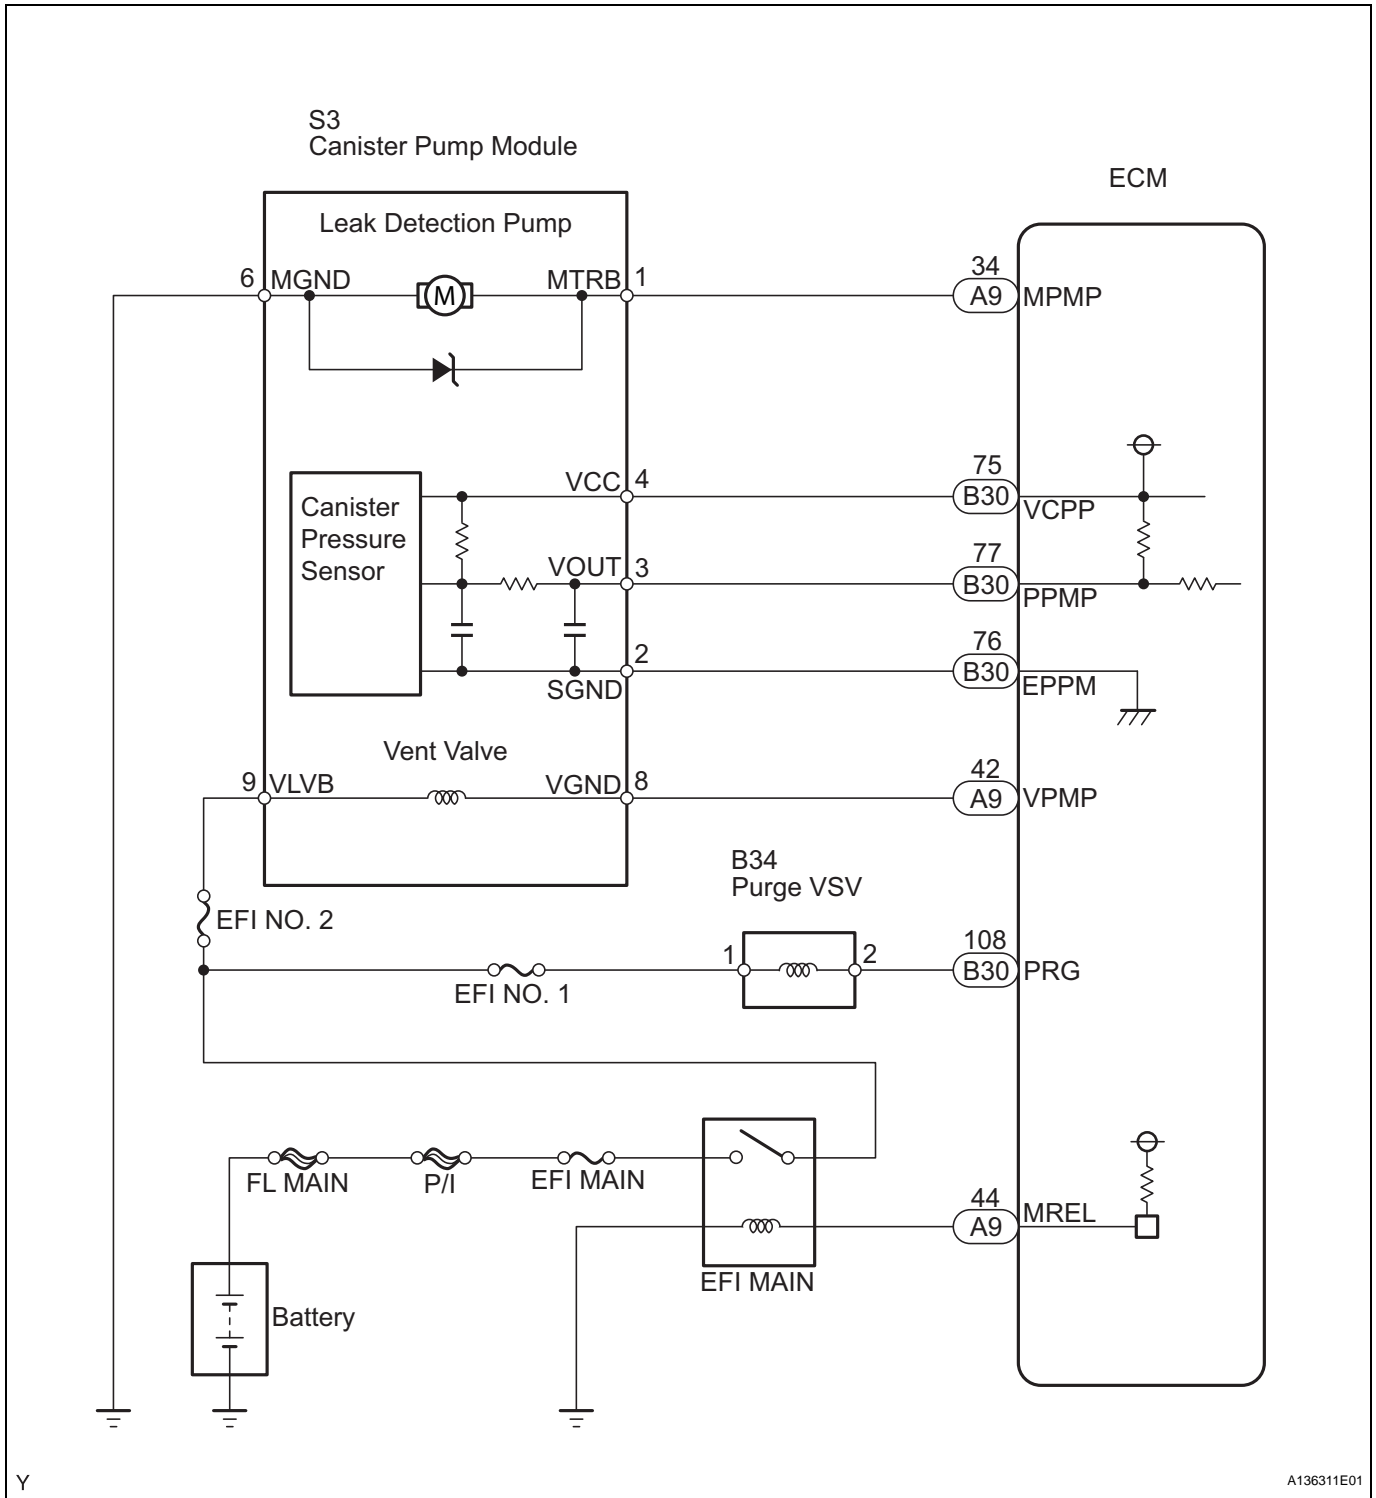 S3
Canister Pump Module
ECM
Leak Detection Pump
6 MGND M MTRB 1
34
A9 MPMP
Canister
Pressure
Sensor
VCC 4
75
B30 VCPP
VOUT 3
77
B30 PPMP
2
SGND
76
B30 EPPM
Vent Valve
9 VLVB VGND 8
42
A9 VPMP
B34
Purge VSV
EFI NO. 2
1 2
108
B30 PRG
EFI NO. 1
FL MAIN P/I EFI MAIN
44
A9 MREL
EFI MAIN
Battery
Y
A136311E01